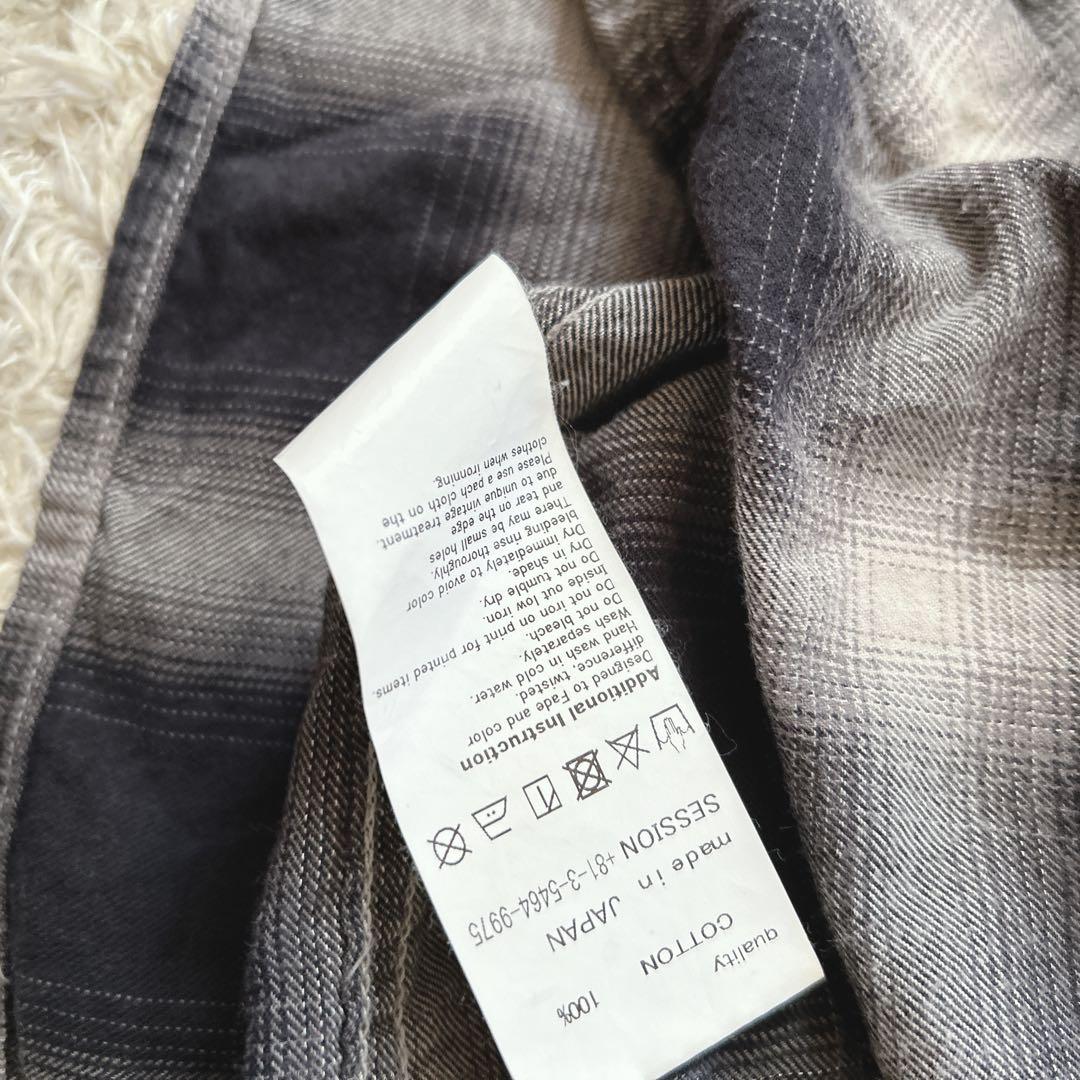 quality
COTTON 100%
made in JAPAN
SESSION +81-3-5464-9975
Additional Instruction
Designed to Fade and color
difference. twisted.
Hand wash in cold water.
Wash separately.
Do not bleach.
Do not iron on print for printed items.
Inside out low iron.
Do not tumble dry.
Dry in shade.
Dry immediately to avoid color
bleeding rinse thoroughly.
There may be small holes
and tear on the edge
due to unique vintage treatment.
Please use a pach cloth on the
clothes when ironning.